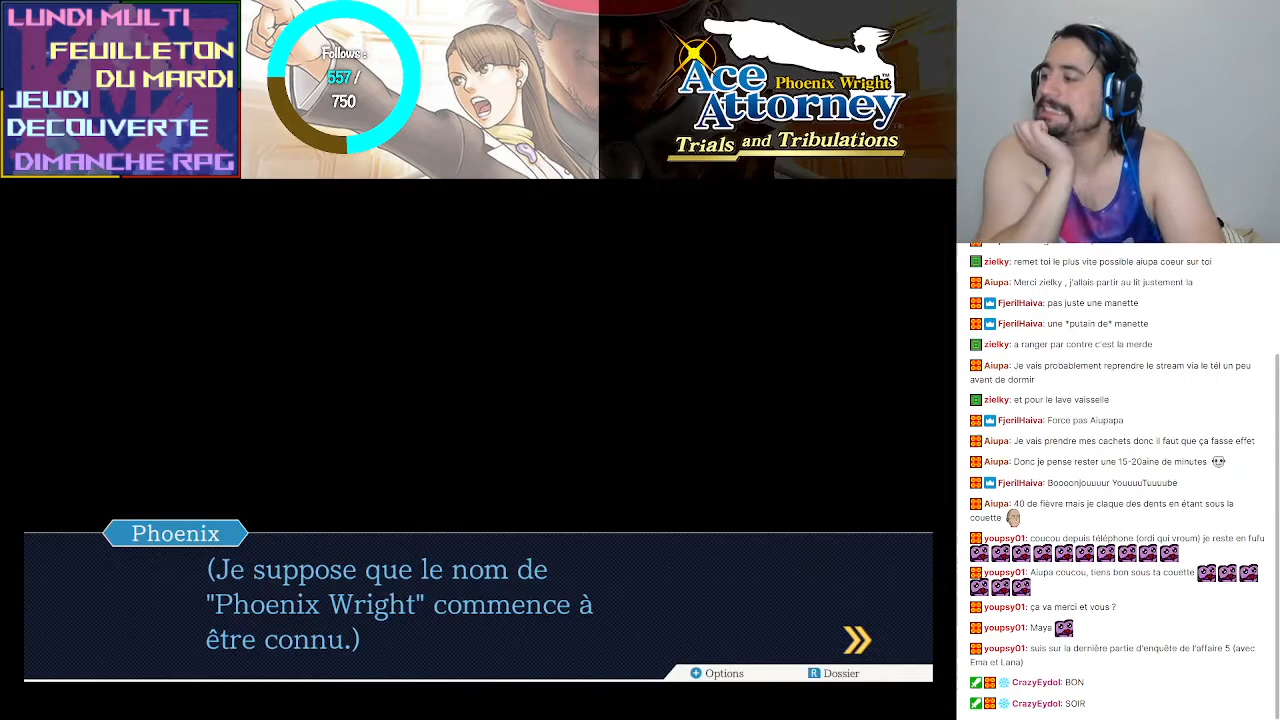 LUNDI MULTI
FEUILLETON
DU MARDI
JEUDI
DECOUVERTE
DIMANCHE RPG
Follows :
557 /
750
Phoenix Wright™
Ace
Attorney
Trials and Tribulations
zielky: remet toi le plus vite possible aiupa coeur sur toi
Aiupa: Merci zielky , j'allais partir au lit justement la
FjerilHaiva: pas juste une manette
FjerilHaiva: une *putain de* manette
zielky: a ranger par contre c'est la merde
Aiupa: Je vais probablement reprendre le stream via le tél un peu
avant de dormir
zielky: et pour le lave vaisselle
FjerilHaiva: Force pas Aiupapa
Aiupa: Je vais prendre mes cachets donc il faut que ça fasse effet
Aiupa: Donc je pense rester une 15-20aine de minutes
FjerilHaiva: Boooonjouuuur YouuuuTuuuube
Aiupa: 40 de fièvre mais je claque des dents en étant sous la
couette
youpsy01: coucou depuis téléphone (ordi qui vroum) je reste en fufu
youpsy01: Aiupa coucou, tiens bon sous ta couette
youpsy01: ça va merci et vous ?
youpsy01: Maya
youpsy01: suis sur la dernière partie d'enquête de l'affaire 5 (avec
Ema et Lana)
CrazyEydol: BON
CrazyEydol: SOIR
Phoenix
(Je suppose que le nom de
"Phoenix Wright" commence à
être connu.)
Options
R Dossier